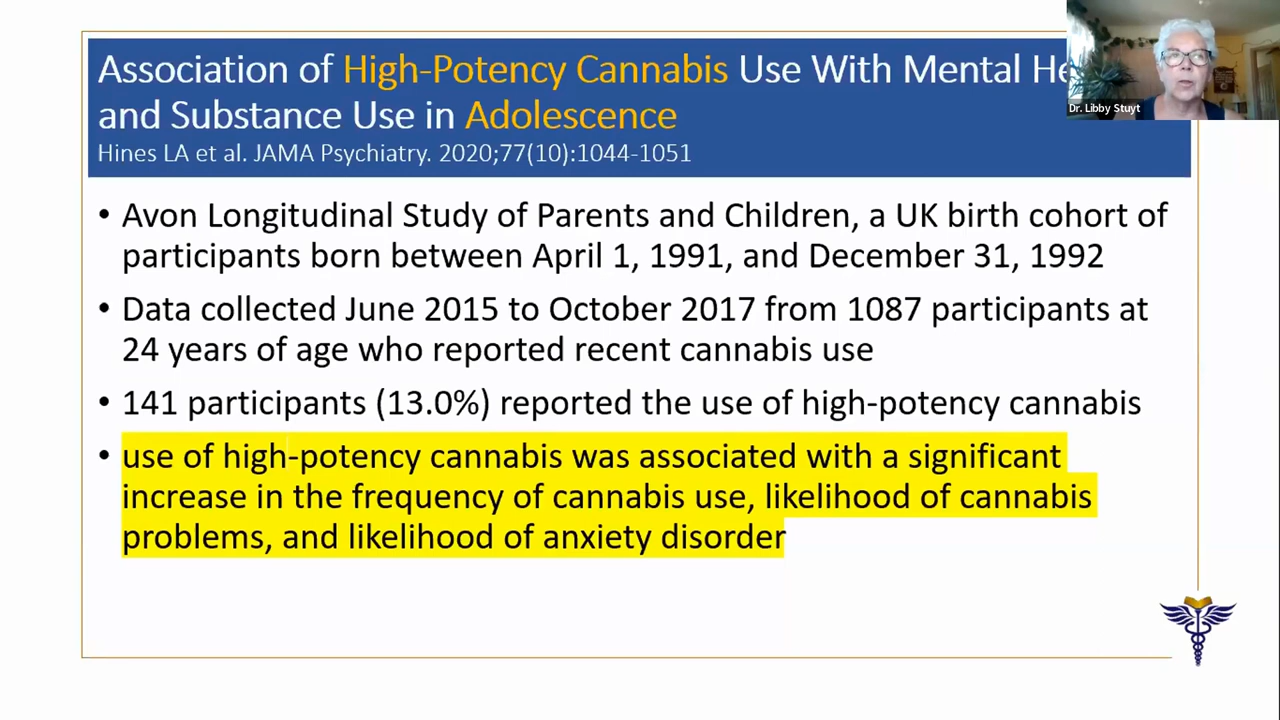 Association of High-Potency Cannabis Use With Mental He
and Substance Use in Adolescence
Hines LA et al. JAMA Psychiatry. 2020;77(10):1044-1051
Dr. Libby Stuyt
• Avon Longitudinal Study of Parents and Children, a UK birth cohort of
participants born between April 1, 1991, and December 31, 1992
• Data collected June 2015 to October 2017 from 1087 participants at
24 years of age who reported recent cannabis use
• 141 participants (13.0%) reported the use of high-potency cannabis
• use of high-potency cannabis was associated with a significant
increase in the frequency of cannabis use, likelihood of cannabis
problems, and likelihood of anxiety disorder